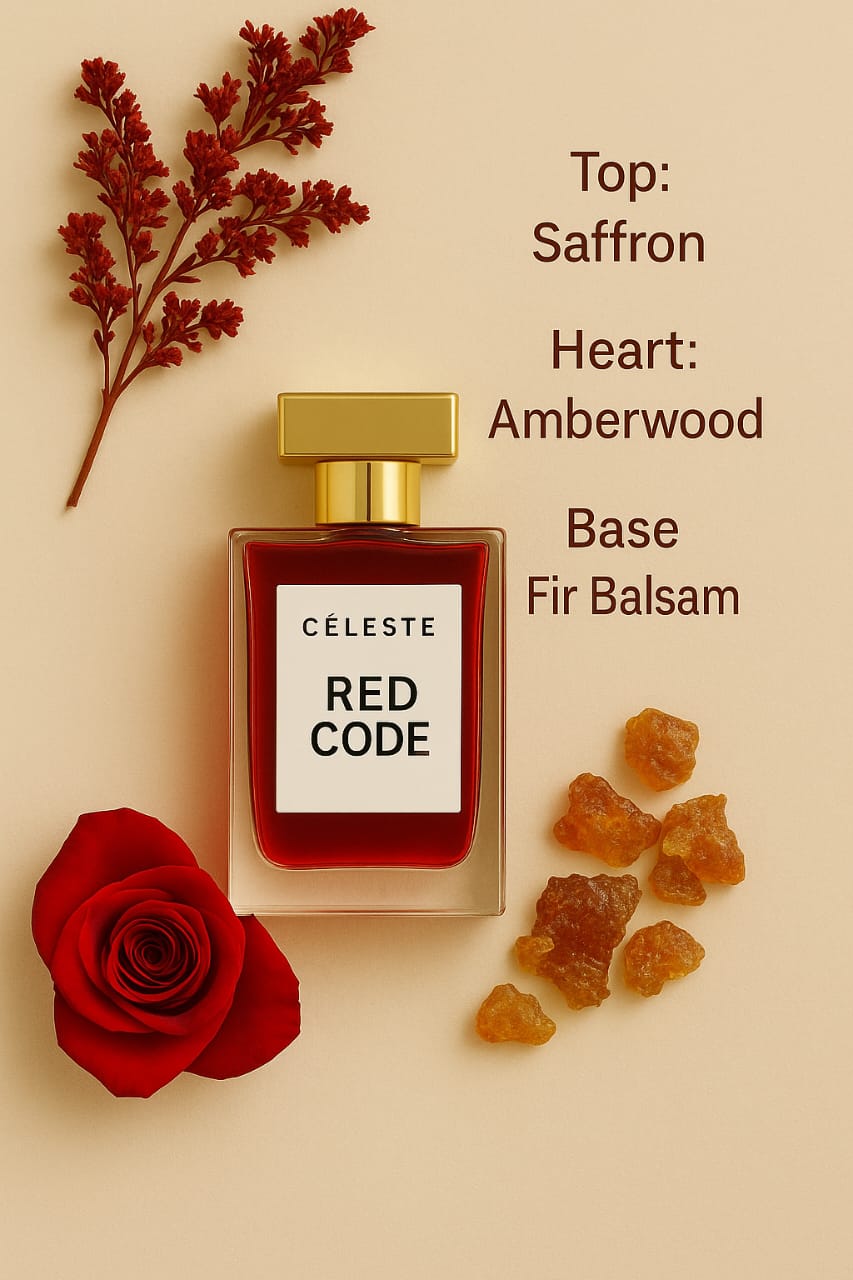 Top:
Saffron
Heart:
Amberwood
Base
Fir Balsam
CÉLESTE
RED
CODE